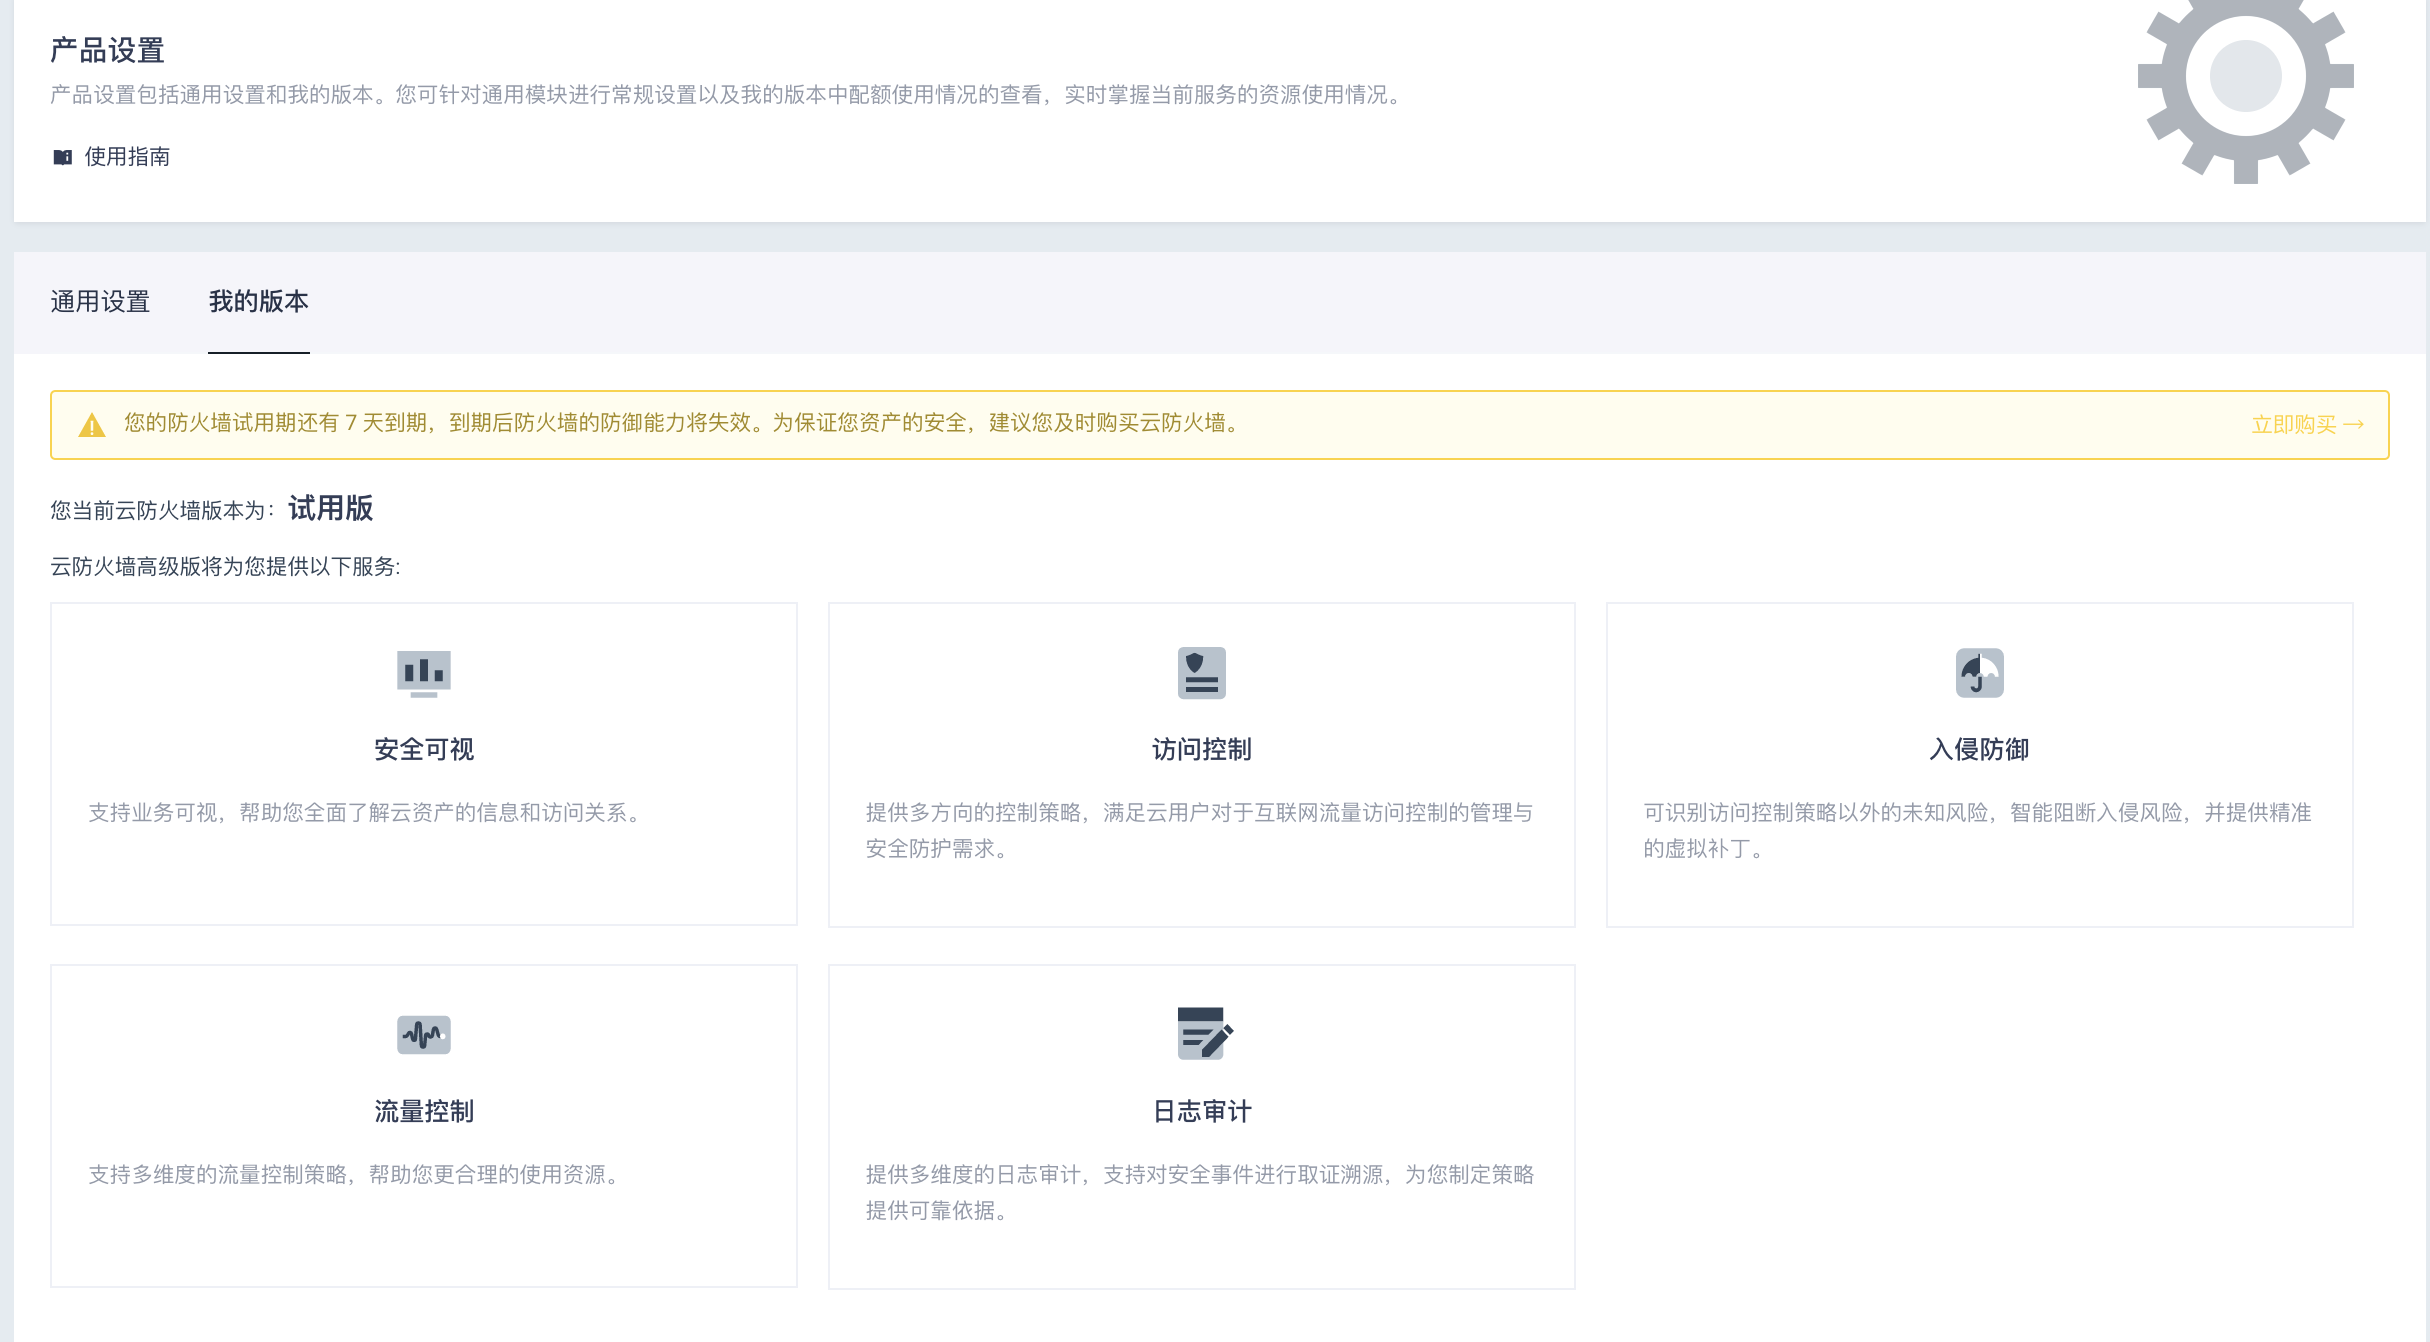 产品设置
产品设置包括通用设置和我的版本。您可针对通用模块进行常规设置以及我的版本中配额使用情况的查看，实时掌握当前服务的资源使用情况。
使用指南
通用设置 我的版本
您的防火墙试用期还有 7 天到期，到期后防火墙的防御能力将失效。为保证您资产的安全，建议您及时购买云防火墙。 立即购买 →
您当前云防火墙版本为：试用版
云防火墙高级版将为您提供以下服务:
安全可视
支持业务可视，帮助您全面了解云资产的信息和访问关系。
访问控制
提供多方向的控制策略，满足云用户对于互联网流量访问控制的管理与
安全防护需求。
入侵防御
可识别访问控制策略以外的未知风险，智能阻断入侵风险，并提供精准
的虚拟补丁。
流量控制
支持多维度的流量控制策略，帮助您更合理的使用资源。
日志审计
提供多维度的日志审计，支持对安全事件进行取证溯源，为您制定策略
提供可靠依据。